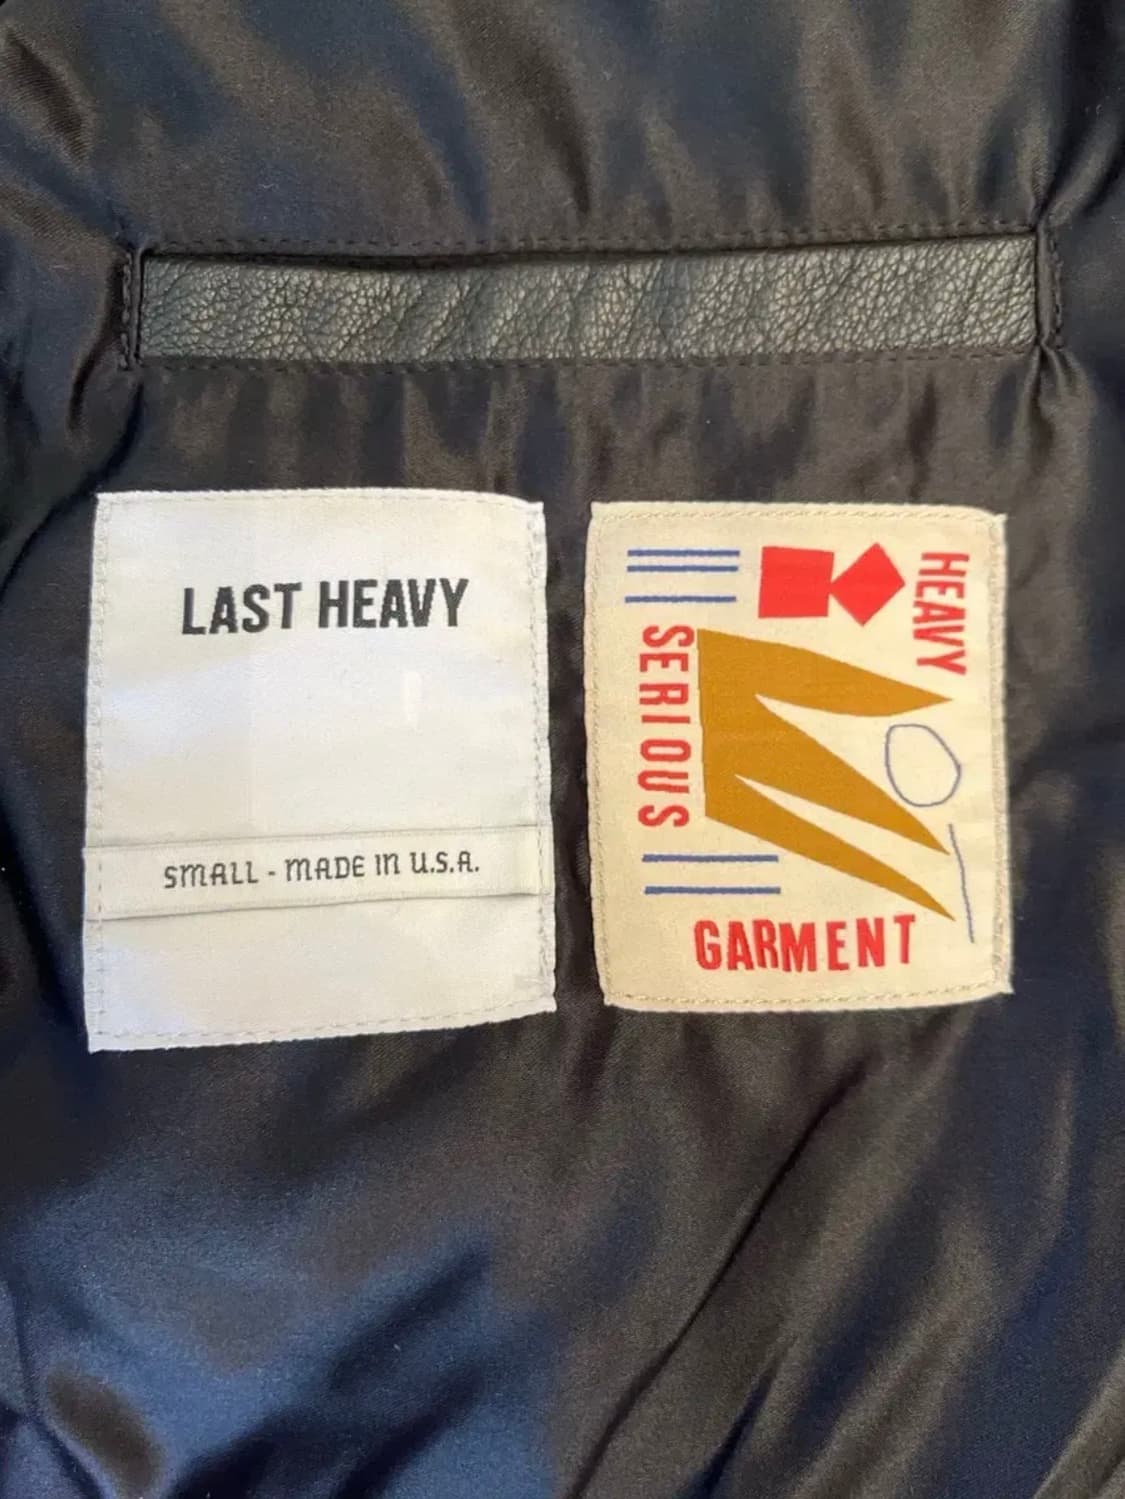 LAST HEAVY
SMALL - MADE IN U.S.A.
HEAVY
SERIOUS
GARMENT